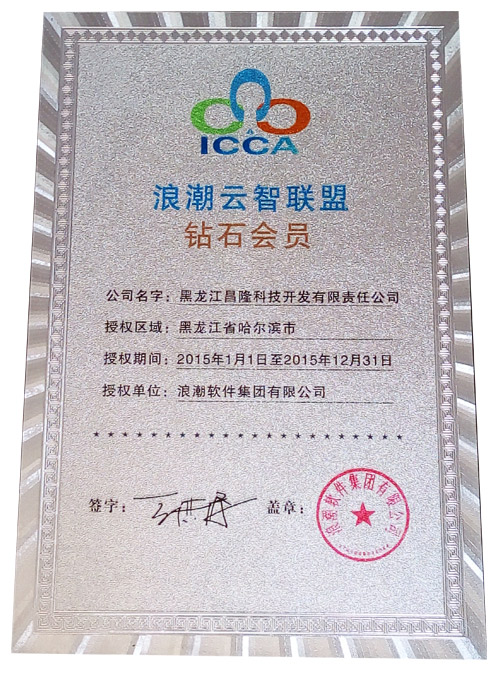 ICCA
浪潮云智联盟
钻石会员
公司名字：黑龙江昌隆科技开发有限责任公司
授权区域：黑龙江省哈尔滨市
授权期间：2015年1月1日至2015年12月31日
授权单位：浪潮软件集团有限公司
签字：
盖章：
浪潮软件集团有限公司